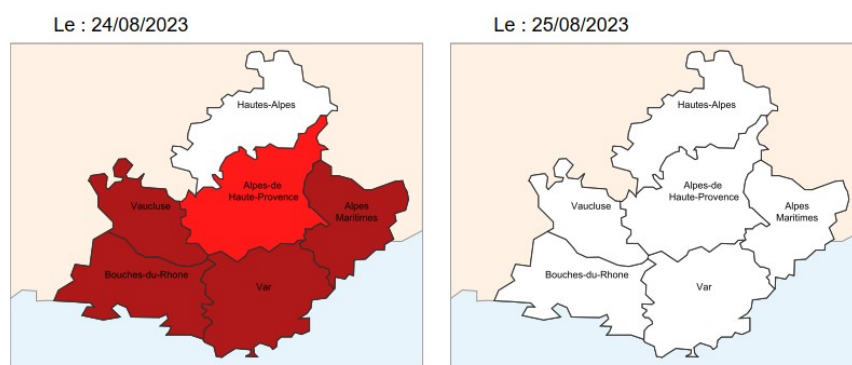 Le : 24/08/2023
Hautes-Alpes
Alpes-de
Haute-Provence
Vaucluse
Alpes
Maritimes
Bouches-du-Rhone
Var
Le : 25/08/2023
Hautes-Alpes
Alpes-de
Haute-Provence
Vaucluse
Alpes
Maritimes
Bouches-du-Rhone
Var